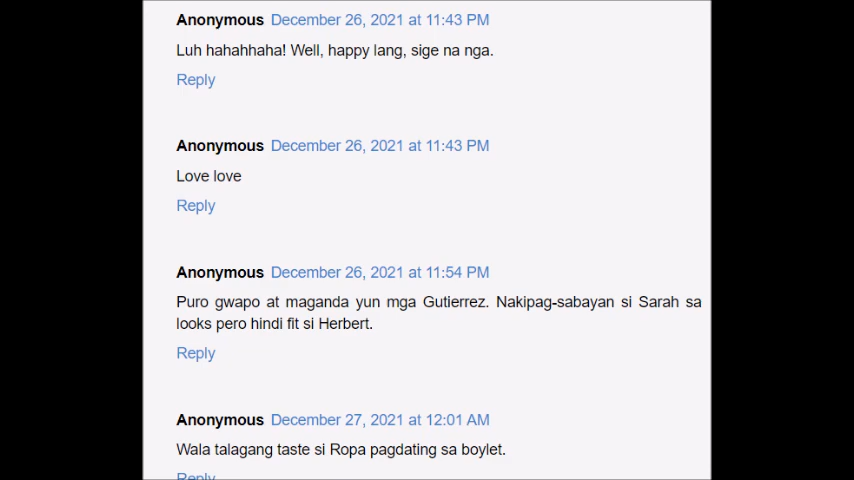 Anonymous December 26, 2021 at 11:43 PM
Luh hahahhaha! Well, happy lang, sige na nga.
Reply
Anonymous December 26, 2021 at 11:43 PM
Love love
Reply
Anonymous December 26, 2021 at 11:54 PM
Puro gwapo at maganda yun mga Gutierrez. Nakipag-sabayan si Sarah sa
looks pero hindi fit si Herbert.
Reply
Anonymous December 27, 2021 at 12:01 AM
Wala talagang taste si Ropa pagdating sa boylet.
Reply